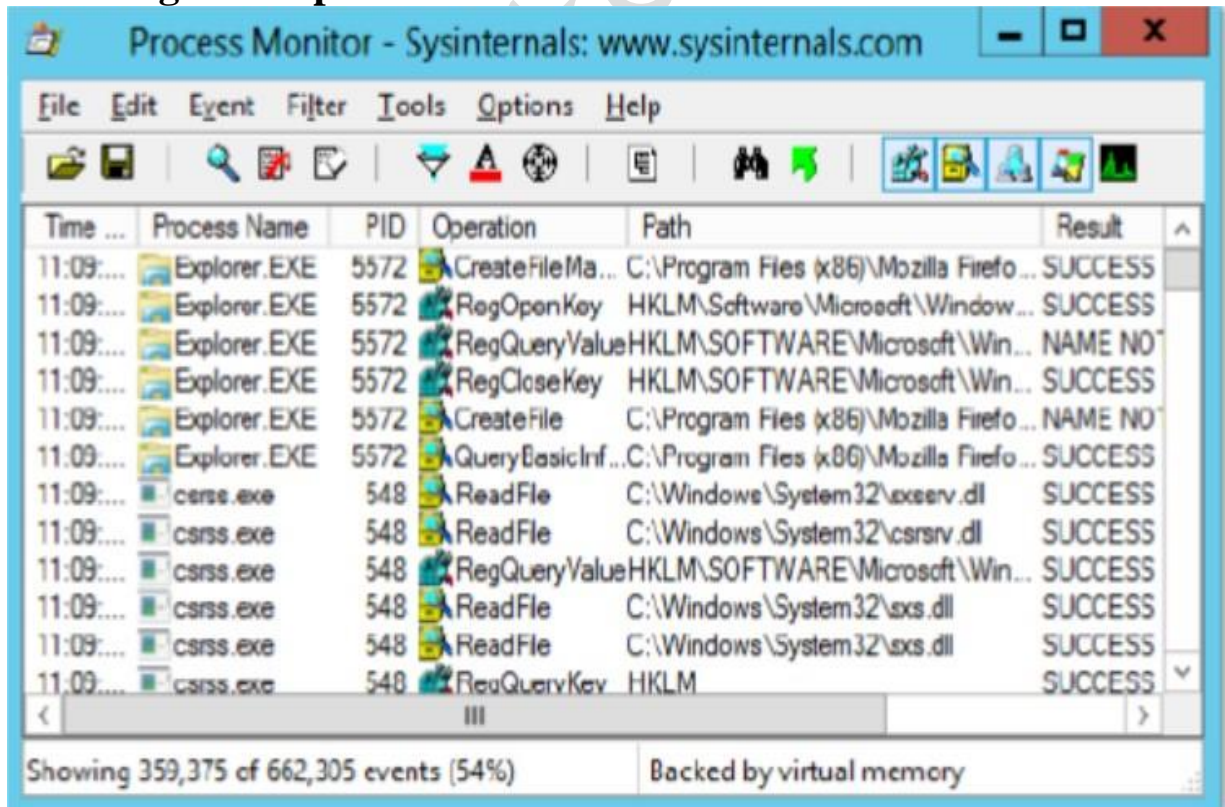 Process Monitor - Sysinternals: www.sysinternals.com
File Edit Event Filter Tools Options Help
Time ... Process Name PID Operation Path Result
11:09:... Explorer.EXE 5572 CreateFileMa... C:\Program Files (x86)\Mozilla Firefo... SUCCESS
11:09:... Explorer.EXE 5572 RegOpenKey HKLM\Software\Microsoft\Window... SUCCESS
11:09:... Explorer.EXE 5572 RegQueryValue HKLM\SOFTWARE\Microsoft\Win... NAME NOT
11:09:... Explorer.EXE 5572 RegCloseKey HKLM\SOFTWARE\Microsoft\Win... SUCCESS
11:09:... Explorer.EXE 5572 CreateFile C:\Program Files (x86)\Mozilla Firefo... NAME NOT
11:09:... Explorer.EXE 5572 QueryBasicInf... C:\Program Files (x86)\Mozilla Firefo... SUCCESS
11:09:... csrss.exe 548 ReadFile C:\Windows\System32\sxssrv.dll SUCCESS
11:09:... csrss.exe 548 ReadFile C:\Windows\System32\csrsrv.dll SUCCESS
11:09:... csrss.exe 548 RegQueryValue HKLM\SOFTWARE\Microsoft\Win... SUCCESS
11:09:... csrss.exe 548 ReadFile C:\Windows\System32\sxs.dll SUCCESS
11:09:... csrss.exe 548 ReadFile C:\Windows\System32\sxs.dll SUCCESS
11:09:... csrss.exe 548 RegQueryKey HKLM SUCCESS
Showing 359,375 of 662,305 events (54%) Backed by virtual memory